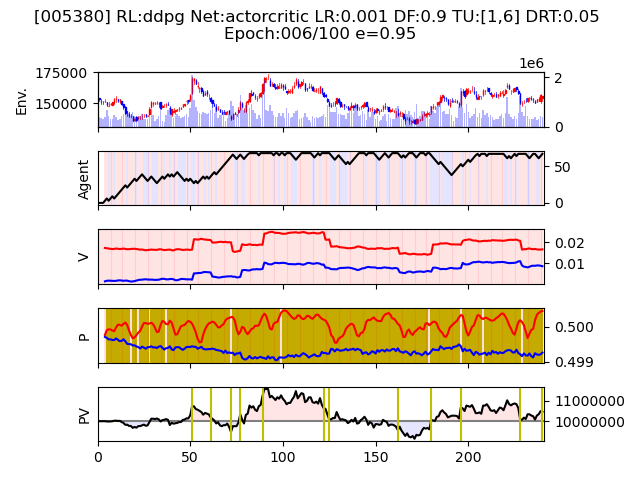 [005380] RL:ddpg Net:actorcritic LR:0.001 DF:0.9 TU:[1,6] DRT:0.05
Epoch:006/100 e=0.95
1e6
175000
150000
Env.
2
0
Agent
50
0
V
0.02
0.01
P
0.500
0.499
PV
11000000
10000000
0 50 100 150 200